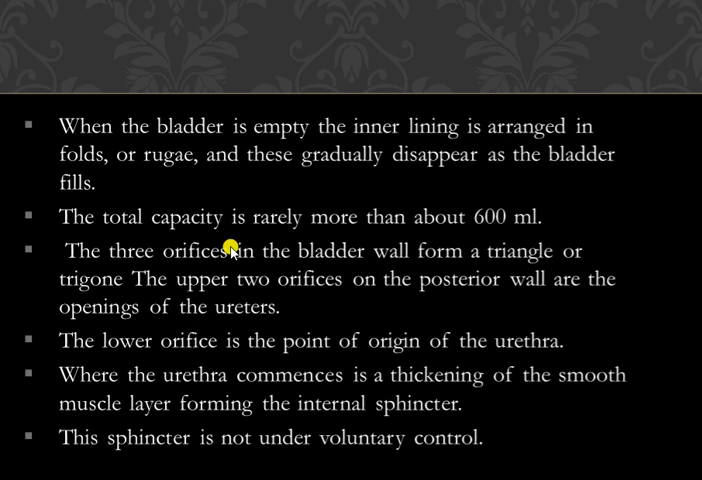 When the bladder is empty the inner lining is arranged in
folds, or rugae, and these gradually disappear as the bladder
fills.
The total capacity is rarely more than about 600 ml.
The three orifices in the bladder wall form a triangle or
trigone The upper two orifices on the posterior wall are the
openings of the ureters.
The lower orifice is the point of origin of the urethra.
Where the urethra commences is a thickening of the smooth
muscle layer forming the internal sphincter.
This sphincter is not under voluntary control.